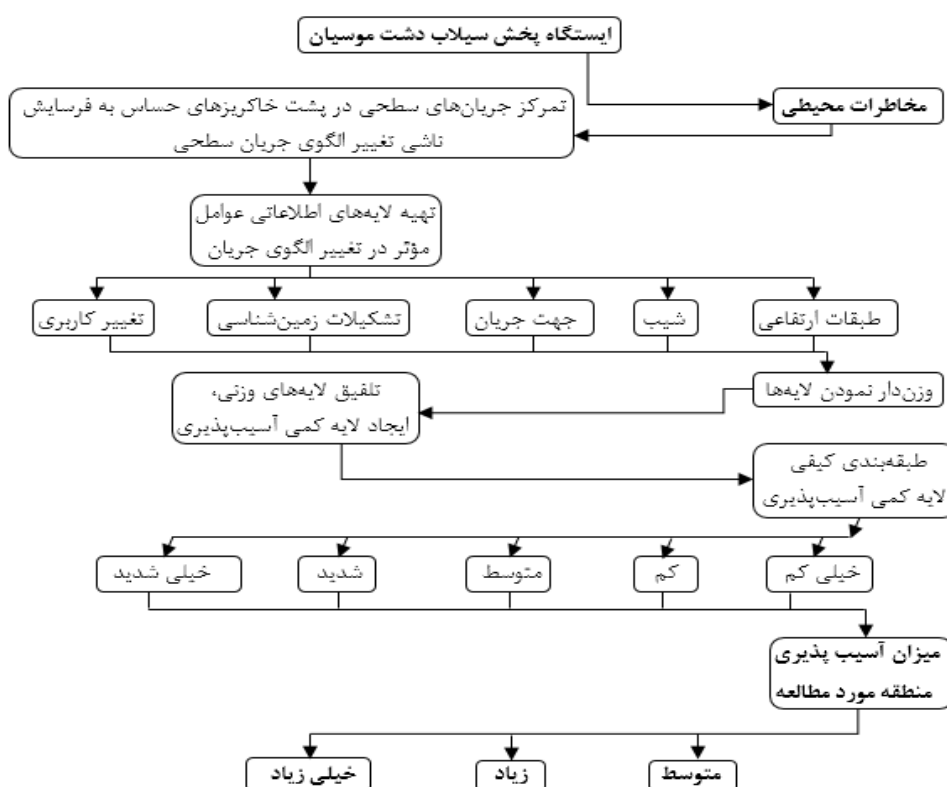 ایستگاه پخش سیلاب دشت موسیان
مخاطرات محیطی
تمرکز جریان‌های سطحی در پشت خاکریزهای حساس به فرسایش
ناشی تغییر الگوی جریان سطحی
تهیه لایه‌های اطلاعاتی عوامل
مؤثر در تغییر الگوی جریان
طبقات ارتفاعی
شیب
جهت جریان
تشکیلات زمین‌شناسی
تغییر کاربری
وزن‌دار نمودن لایه‌ها
تلفیق لایه‌های وزنی،
ایجاد لایه کمی آسیب‌پذیری
طبقه‌بندی کیفی
لایه کمی آسیب‌پذیری
خیلی کم
کم
متوسط
شدید
خیلی شدید
میزان آسیب پذیری
منطقه مورد مطالعه
متوسط
زیاد
خیلی زیاد